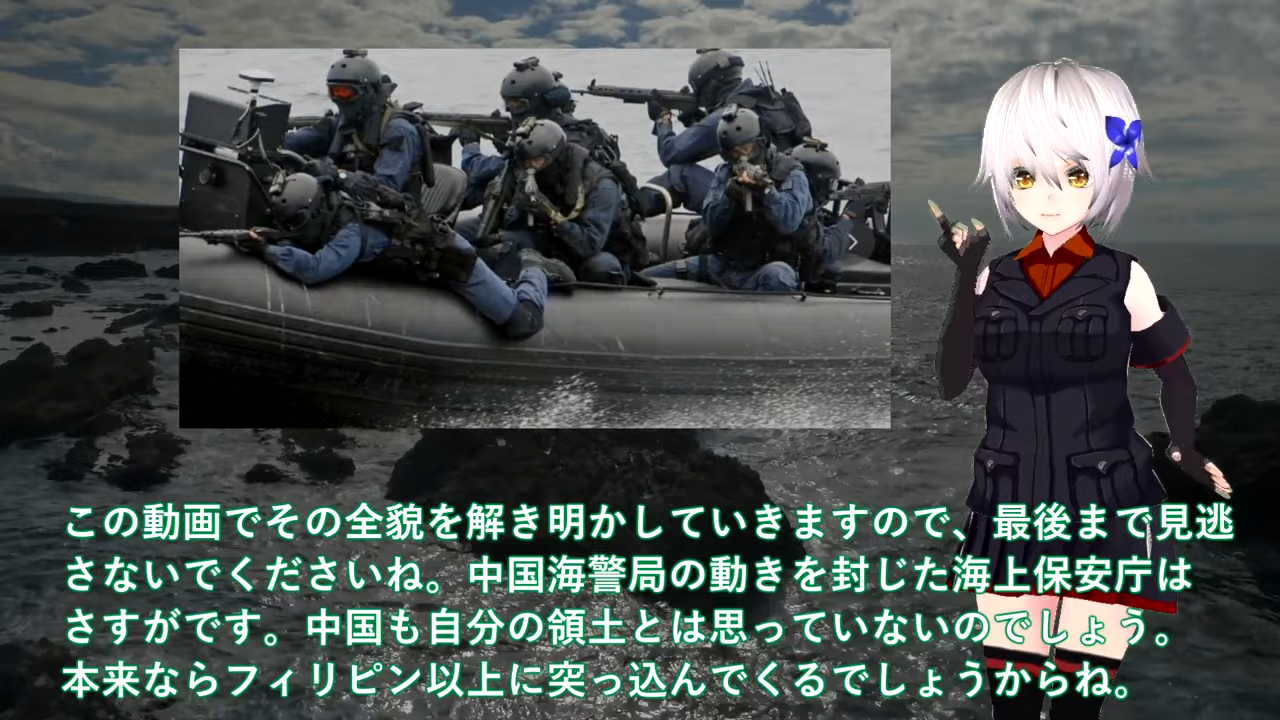 この動画でその全貌を解き明かしていきますので、最後まで見逃
さないでくださいね。中国海警局の動きを封じた海上保安庁は
さすがです。中国も自分の領土とは思っていないのでしょう。
本来ならフィリピン以上に突っ込んでくるでしょうからね。